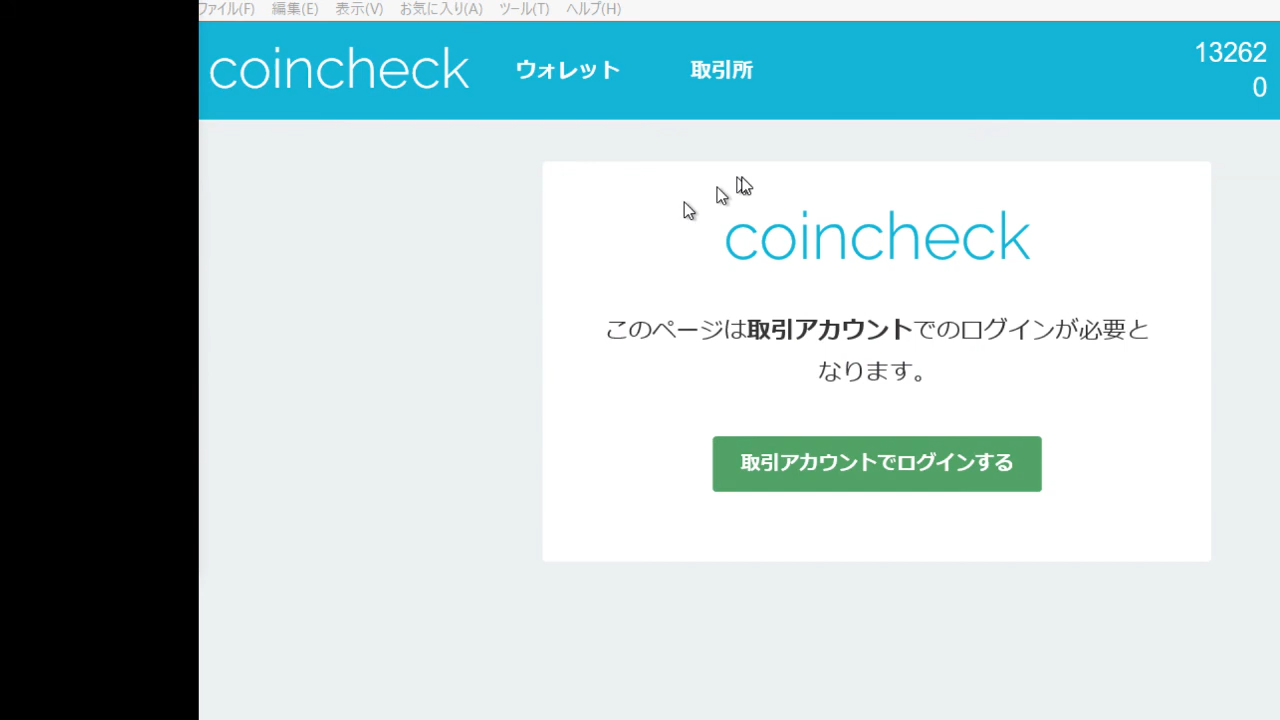 ファイル(F) 編集(E) 表示(V) お気に入り(A) ツール(T) ヘルプ(H)
coincheck ウォレット 取引所
13262
0
coincheck
このページは取引アカウントでのログインが必要と
なります。
取引アカウントでログインする